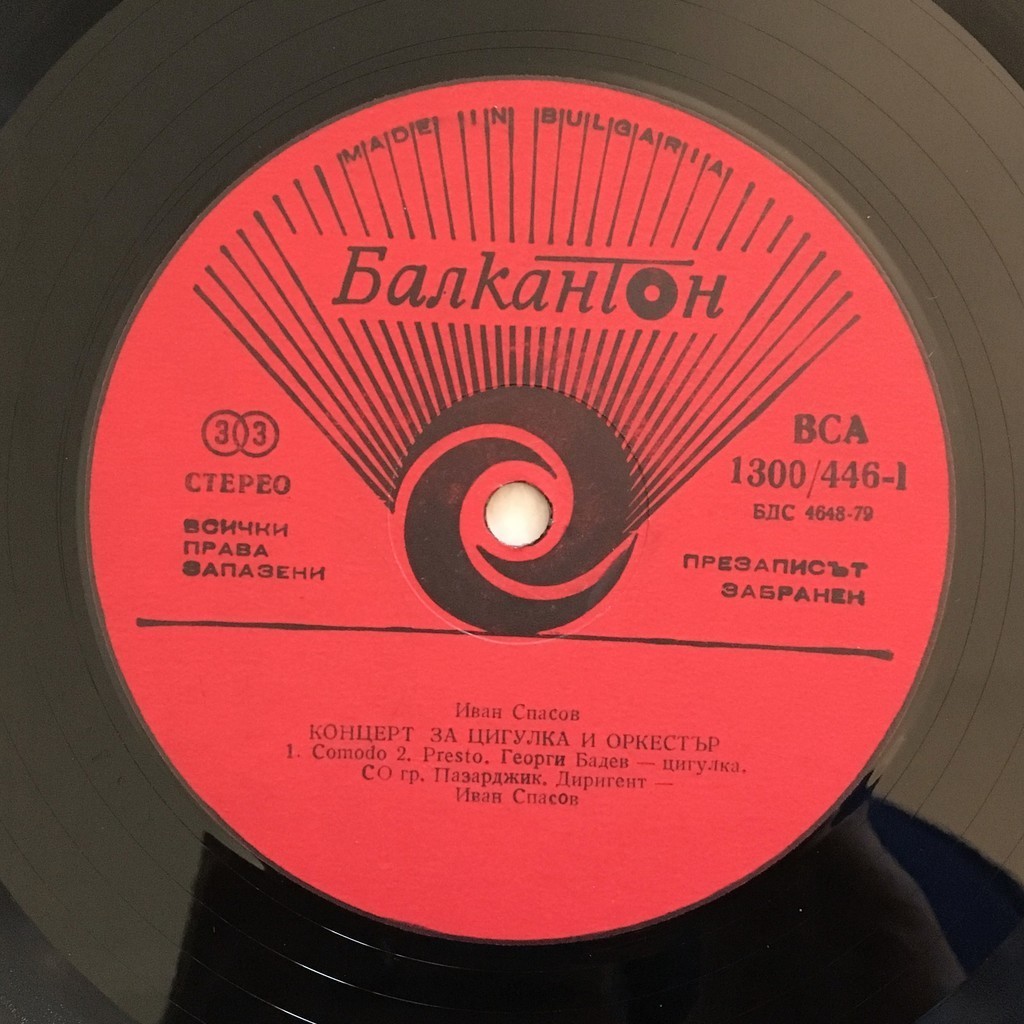 MADE IN BULGARIA
Балкантон
33
СТЕРЕО
ВСИЧКИ
ПРАВА
ЗАПАЗЕНИ
ВСА
1300/446-1
БДС 4648-79
ПРЕЗАПИСЪТ
ЗАБРАНЕН
Иван Спасов
КОНЦЕРТ ЗА ЦИГУЛКА И ОРКЕСТЪР
1. Comodo 2. Presto. Георги Бадев — цигулка.
СО гр. Пазарджик. Диригент —
Иван Спасов